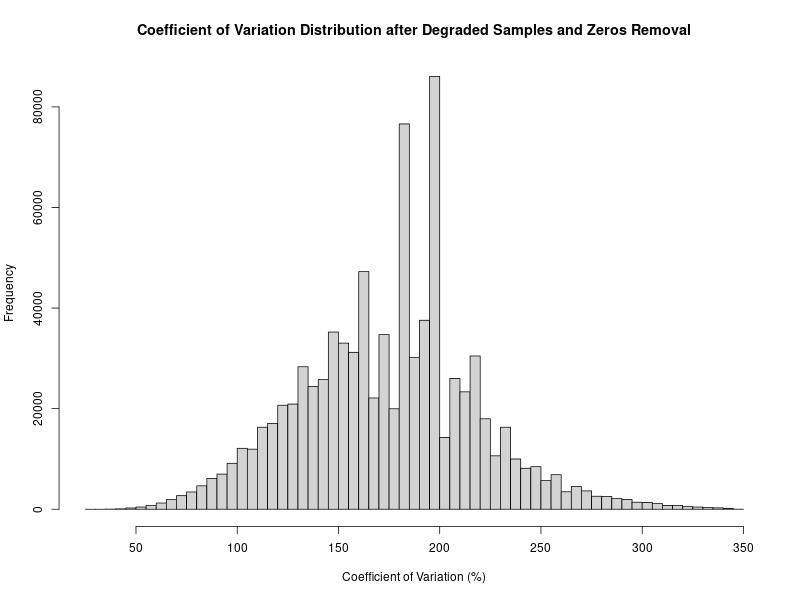 Coefficient of Variation Distribution after Degraded Samples and Zeros Removal
80000
60000
40000
20000
0
Frequency
50 100 150 200 250 300 350
Coefficient of Variation (%)